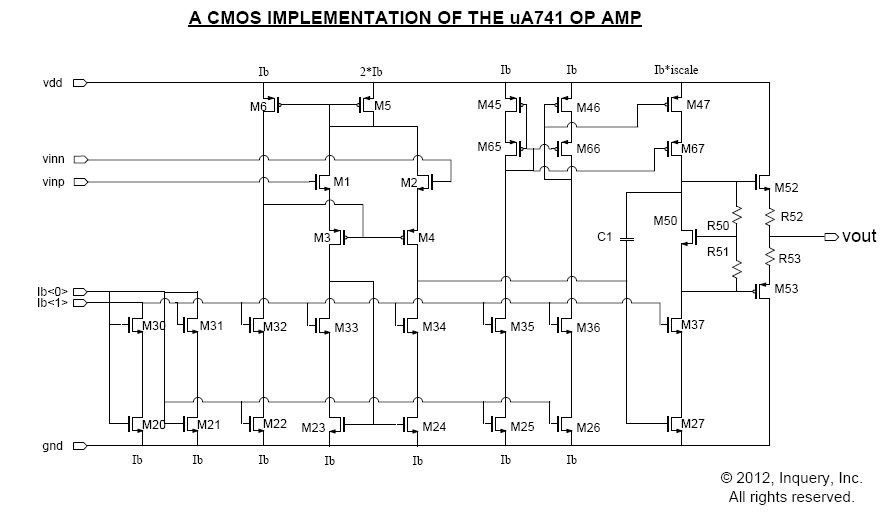 A CMOS IMPLEMENTATION OF THE uA741 OP AMP
Ib 2*Ib Ib Ib Ib*iscale
vdd
M6 M5 M45 M46 M47
M65 M66 M67
vinn
vinp M1 M2 M52
R50 R52
M50
M3 M4 C1 vout
R51 R53
Ib<0>
Ib<1> M53
M30 M31 M32 M33 M34 M35 M36 M37
M20 M21 M22 M23 M24 M25 M26 M27
gnd
Ib Ib Ib Ib Ib Ib Ib
© 2012, Inquery, Inc.
All rights reserved.